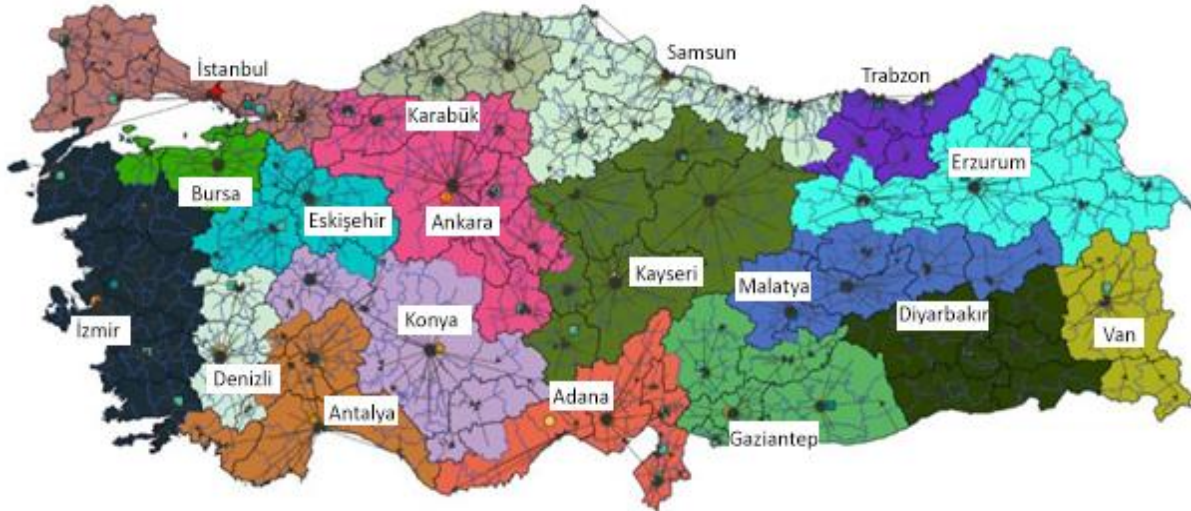 İstanbul
Samsun
Trabzon
Karabük
Erzurum
Bursa
Eskişehir
Ankara
Kayseri
Malatya
Diyarbakır
Van
İzmir
Konya
Denizli
Antalya
Adana
Gaziantep